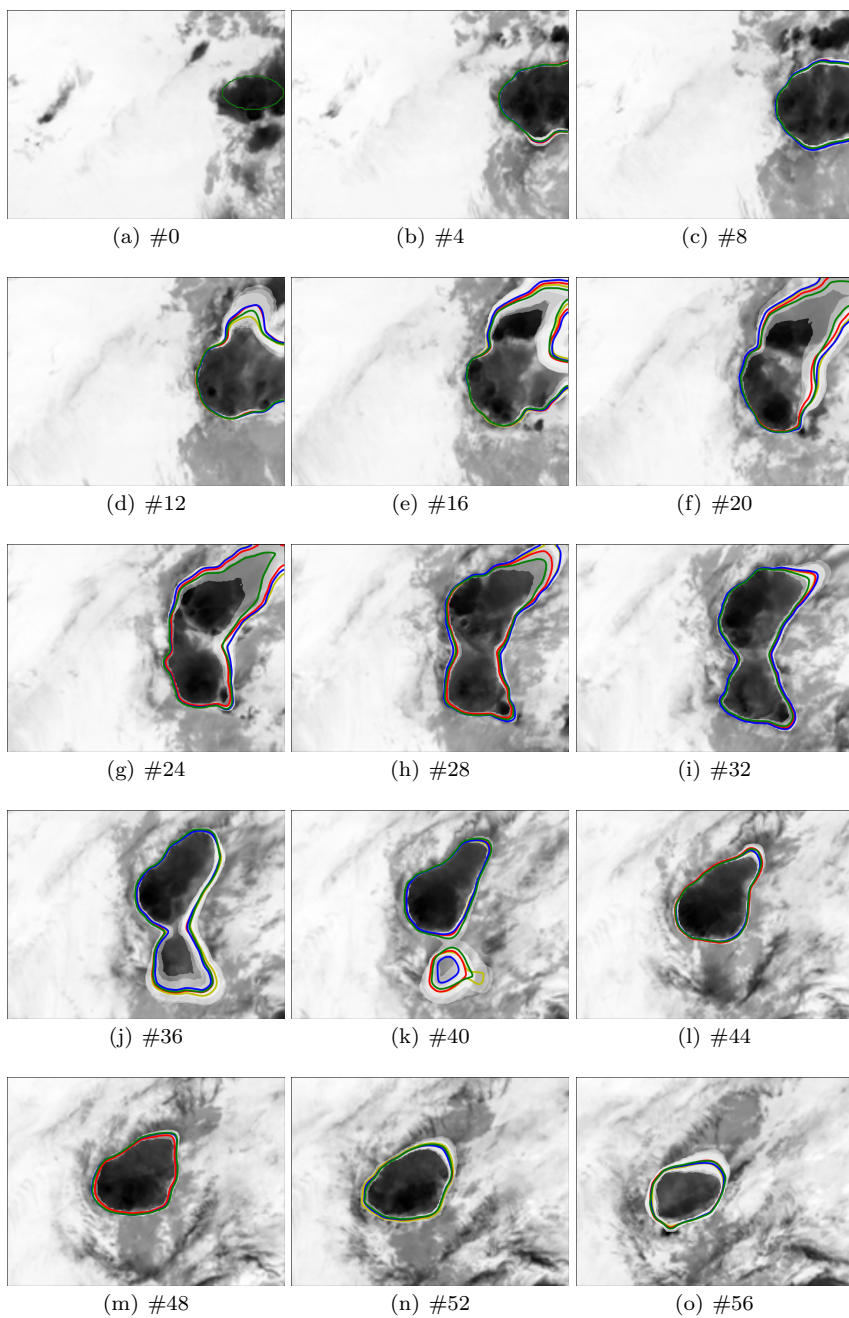 (a) #0 (b) #4 (c) #8
(d) #12 (e) #16 (f) #20
(g) #24 (h) #28 (i) #32
(j) #36 (k) #40 (l) #44
(m) #48 (n) #52 (o) #56